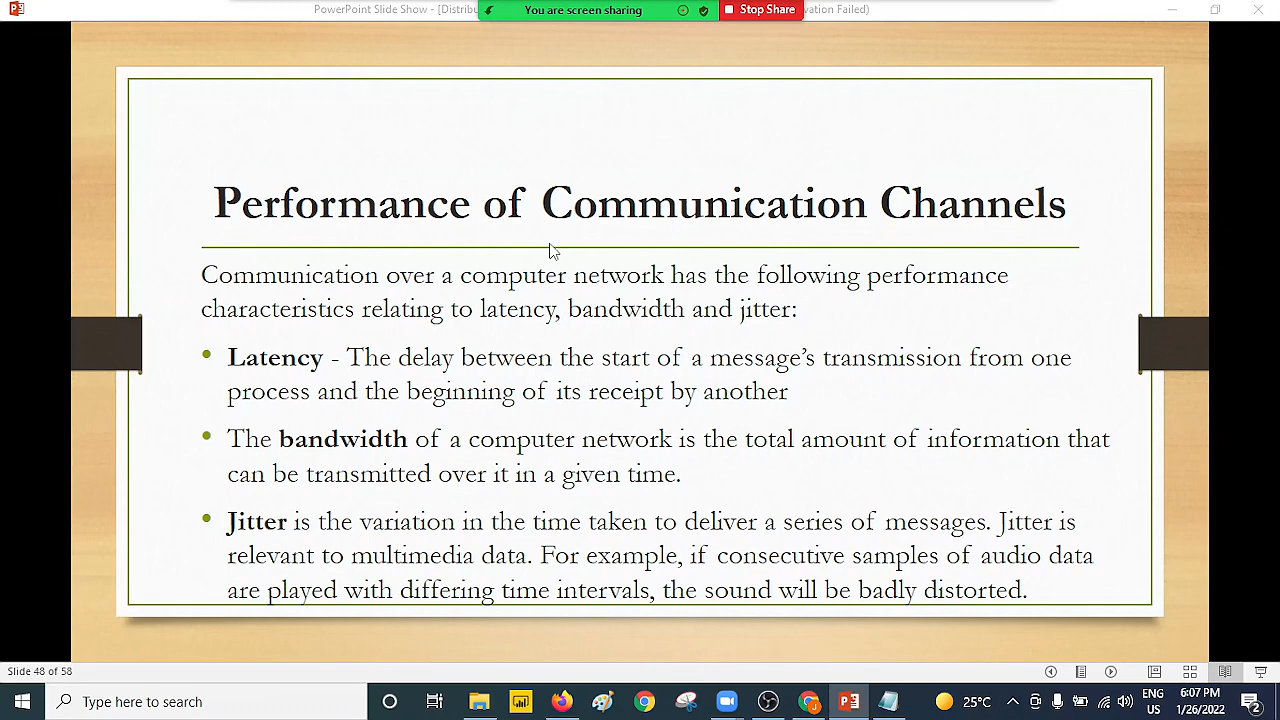 PowerPoint Slide Show - [Distribu
You are screen sharing
Stop Share
vation Failed)
Performance of Communication Channels
Communication over a computer network has the following performance
characteristics relating to latency, bandwidth and jitter:
• Latency - The delay between the start of a message’s transmission from one
process and the beginning of its receipt by another
• The bandwidth of a computer network is the total amount of information that
can be transmitted over it in a given time.
• Jitter is the variation in the time taken to deliver a series of messages. Jitter is
relevant to multimedia data. For example, if consecutive samples of audio data
are played with differing time intervals, the sound will be badly distorted.
Slide 48 of 58
Type here to search
25°C
ENG
US
6:07 PM
1/26/2022
2